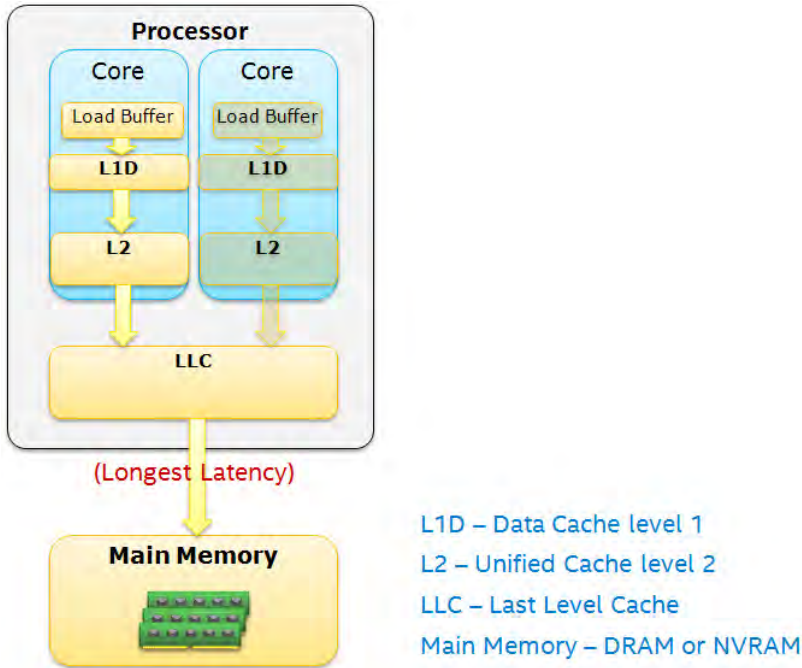 Processor
Core
Core
Load Buffer
Load Buffer
L1D
L1D
L2
L2
LLC
(Longest Latency)
Main Memory
L1D – Data Cache level 1
L2 – Unified Cache level 2
LLC – Last Level Cache
Main Memory – DRAM or NVRAM